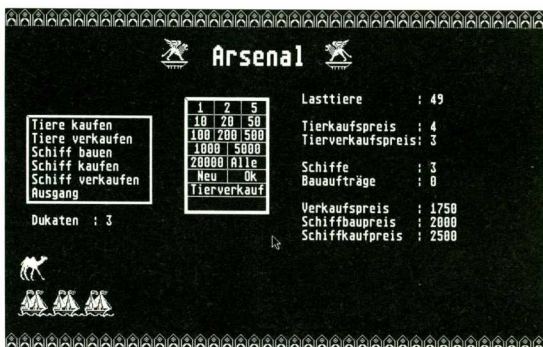 Arsenal
Tiere kaufen
Tiere verkaufen
Schiff bauen
Schiff kaufen
Schiff verkaufen
Ausgang
Dukaten : 3
1 2 5
10 20 50
100 200 500
1000 5000
20000 Alle
Neu Ok
Tierverkauf
Lasttiere : 49
Tierkaufspreis : 4
Tierverkaufspreis: 3
Schiffe : 3
Bauaufträge : 0
Verkaufspreis : 1750
Schiffbaupreis : 2000
Schiffkaufpreis : 2500